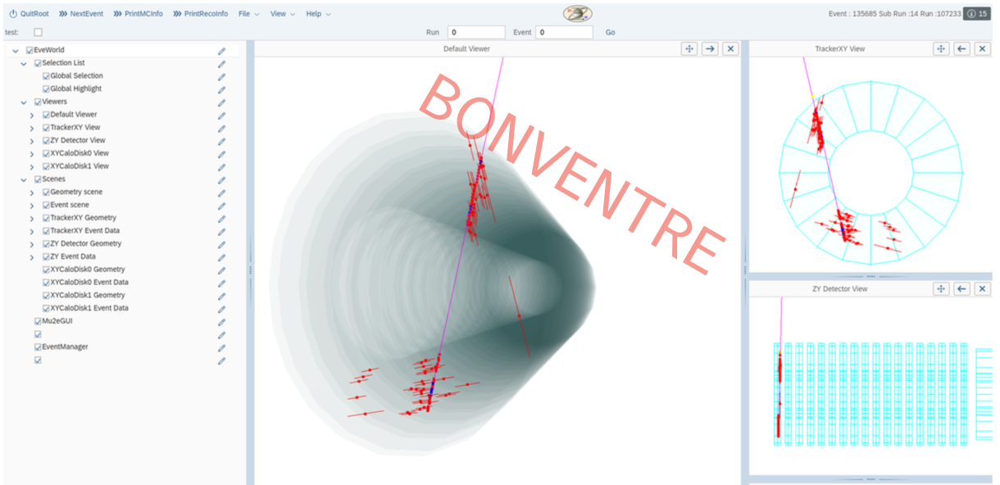 QuitRoot
NextEvent
PrintMCInfo
PrintRecoInfo
File
View
Help
Event : 135685 Sub Run :14 Run :107233
15
test:
Run
0
Event
0
Go
EveWorld
Selection List
Global Selection
Global Highlight
Viewers
Default Viewer
TrackerXY View
ZY Detector View
XYCaloDisk0 View
XYCaloDisk1 View
Scenes
Geometry scene
Event scene
TrackerXY Geometry
TrackerXY Event Data
ZY Detector Geometry
ZY Event Data
XYCaloDisk0 Geometry
XYCaloDisk0 Event Data
XYCaloDisk1 Geometry
XYCaloDisk1 Event Data
Mu2eGUI
EventManager
Default Viewer
BONVENTRE
TrackerXY View
ZY Detector View